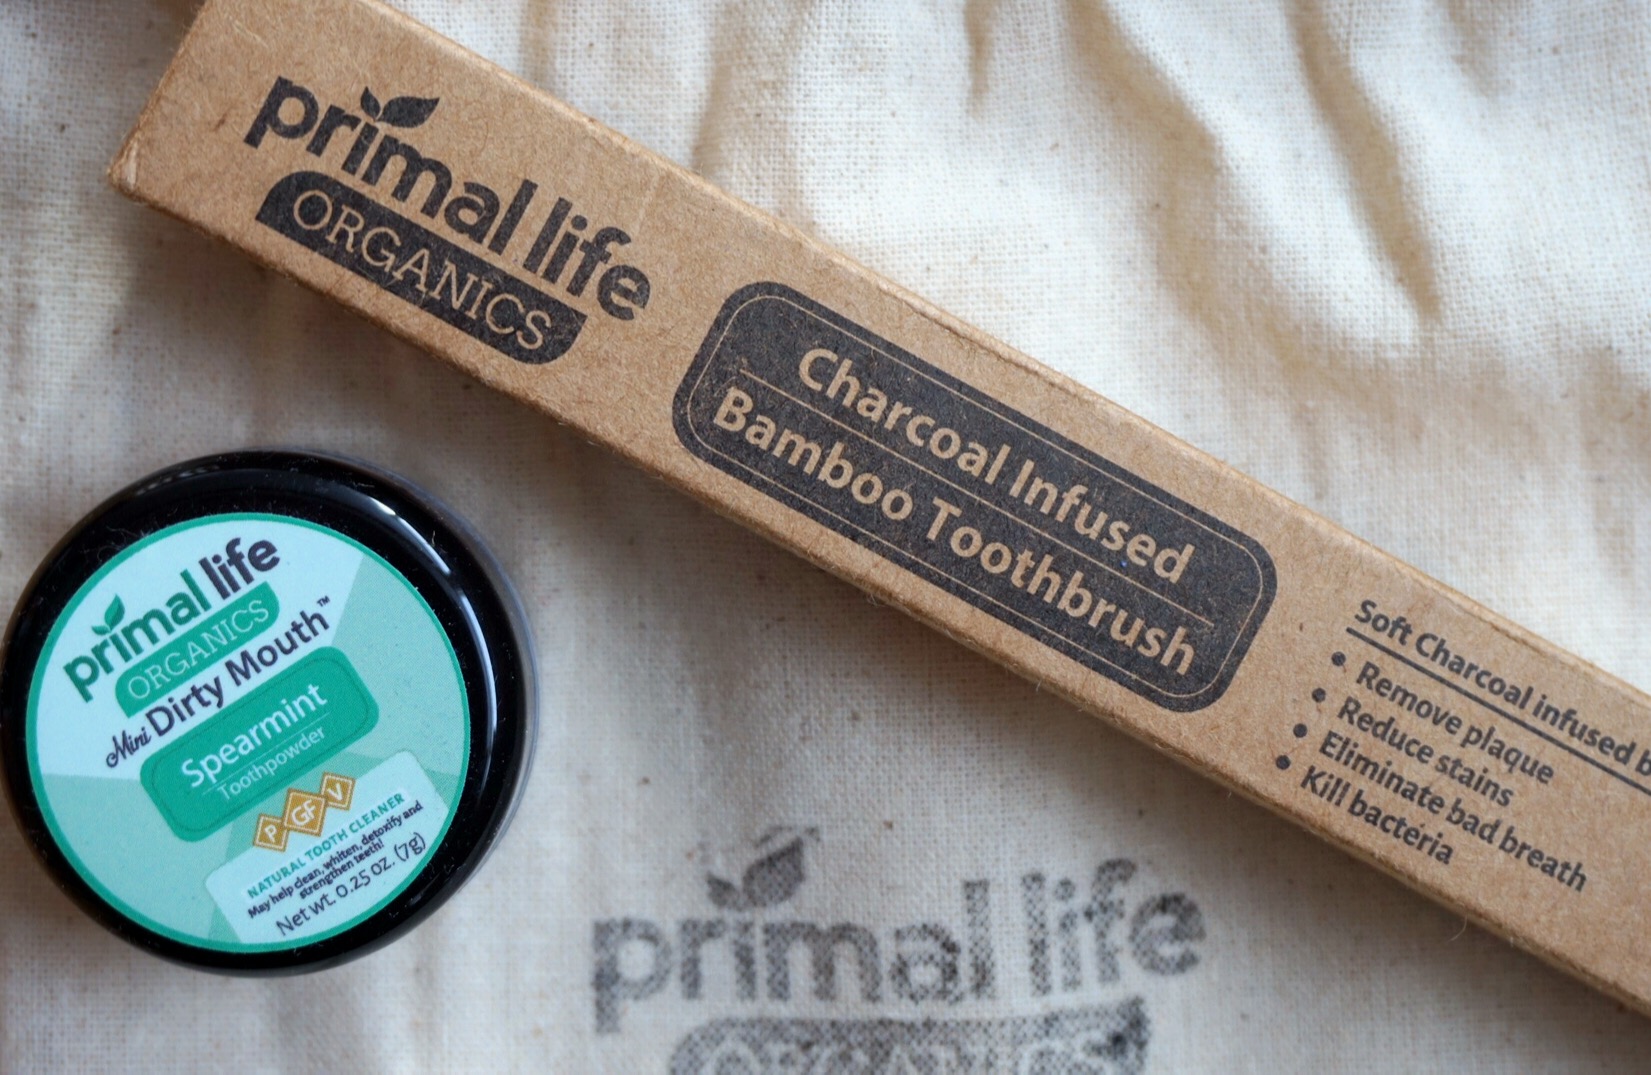 primal life
ORGANICS
Charcoal Infused
Bamboo Toothbrush
Soft Charcoal infused
• Remove plaque
• Reduce stains
• Eliminate bad breath
• Kill bacteria
primal life
ORGANICS
Mini Dirty Mouth™
Spearmint
Toothpowder
P GF V
NATURAL TOOTH CLEANER
May help clean, whiten, detoxify and
strengthen teeth!
Net wt. 0.25 oz. (7g)
primal life
ORGANICS